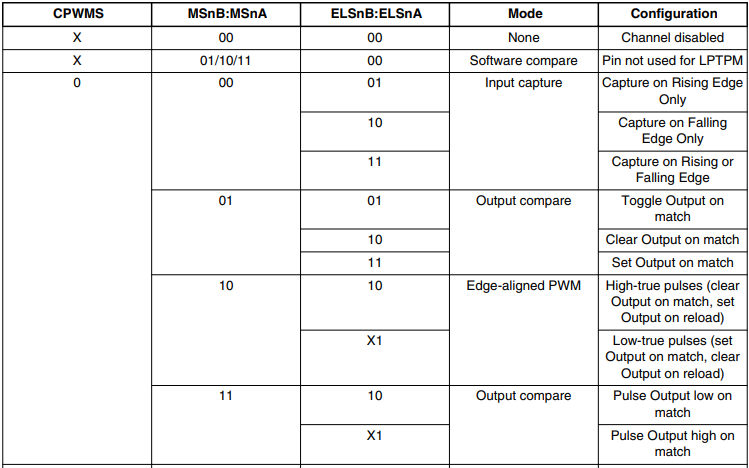 CPWMS MSnB:MSnA ELSnB:ELSnA Mode Configuration
X 00 00 None Channel disabled
X 01/10/11 00 Software compare Pin not used for LPTPM
0 00 01 Input capture Capture on Rising Edge
Only
10 Capture on Falling
Edge Only
11 Capture on Rising or
Falling Edge
01 01 Output compare Toggle Output on
match
10 Clear Output on match
11 Set Output on match
10 10 Edge-aligned PWM High-true pulses (clear
Output on match, set
Output on reload)
X1 Low-true pulses (set
Output on match, clear
Output on reload)
11 10 Output compare Pulse Output low on
match
X1 Pulse Output high on
match